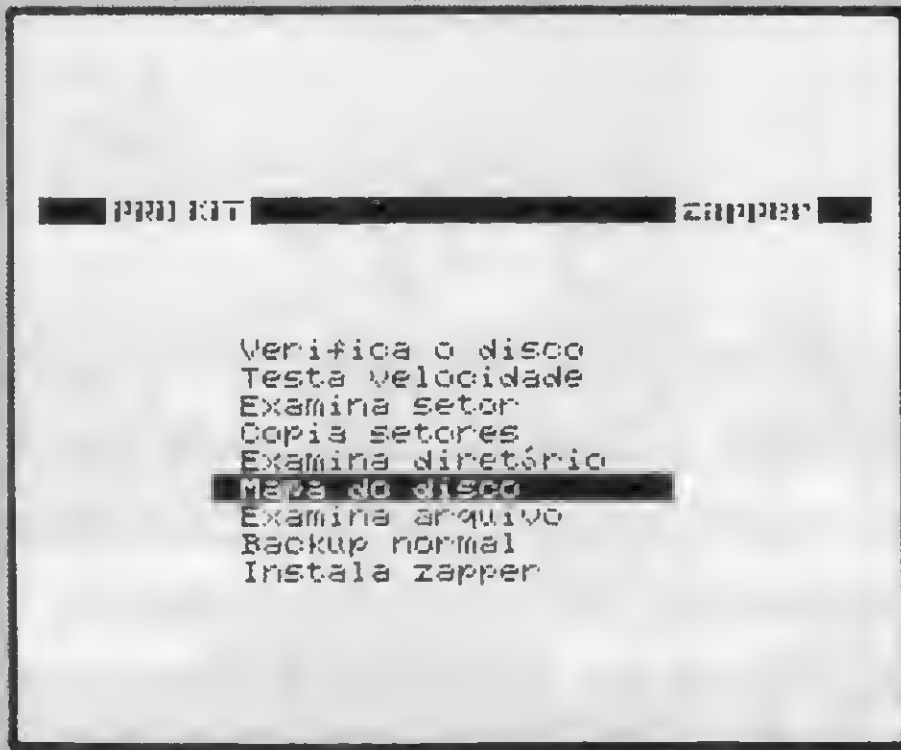 PRO KIT zapper
Verifica o disco
Testa velocidade
Examina setor
Copia setores
Examina diretório
Mapa do disco
Examina arquivo
Backup normal
Instala zapper